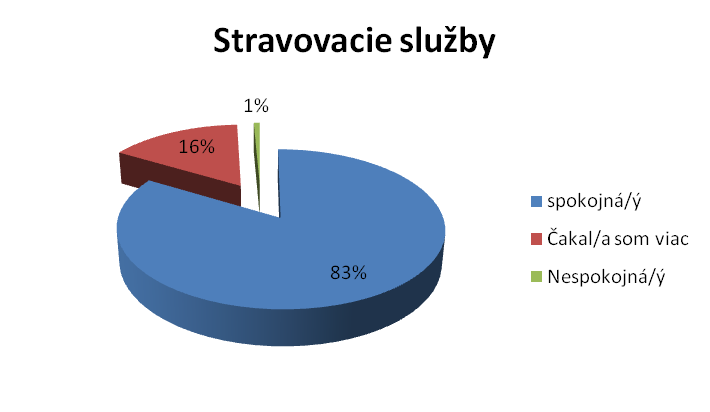 Stravovacie služby
1%
16%
83%
spokojná/ý
Čakal/a som viac
Nespokojná/ý